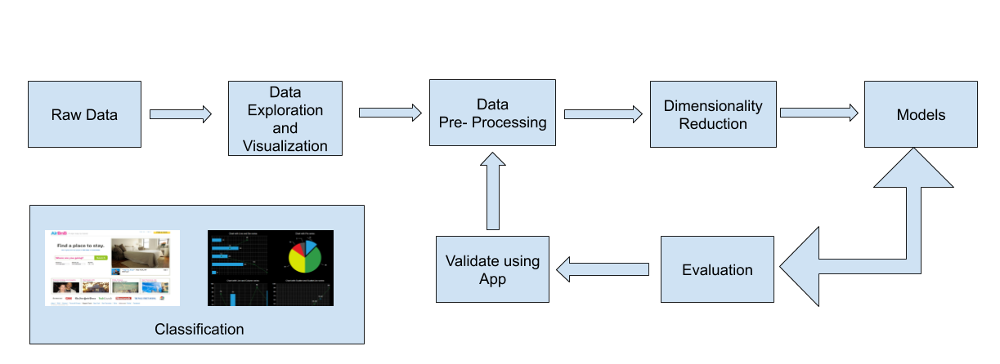 Raw Data
Data
Exploration
and
Visualization
Data
Pre- Processing
Dimensionality
Reduction
Models
AirBnB
Find a place to stay.
Validate using
App
Evaluation
Classification